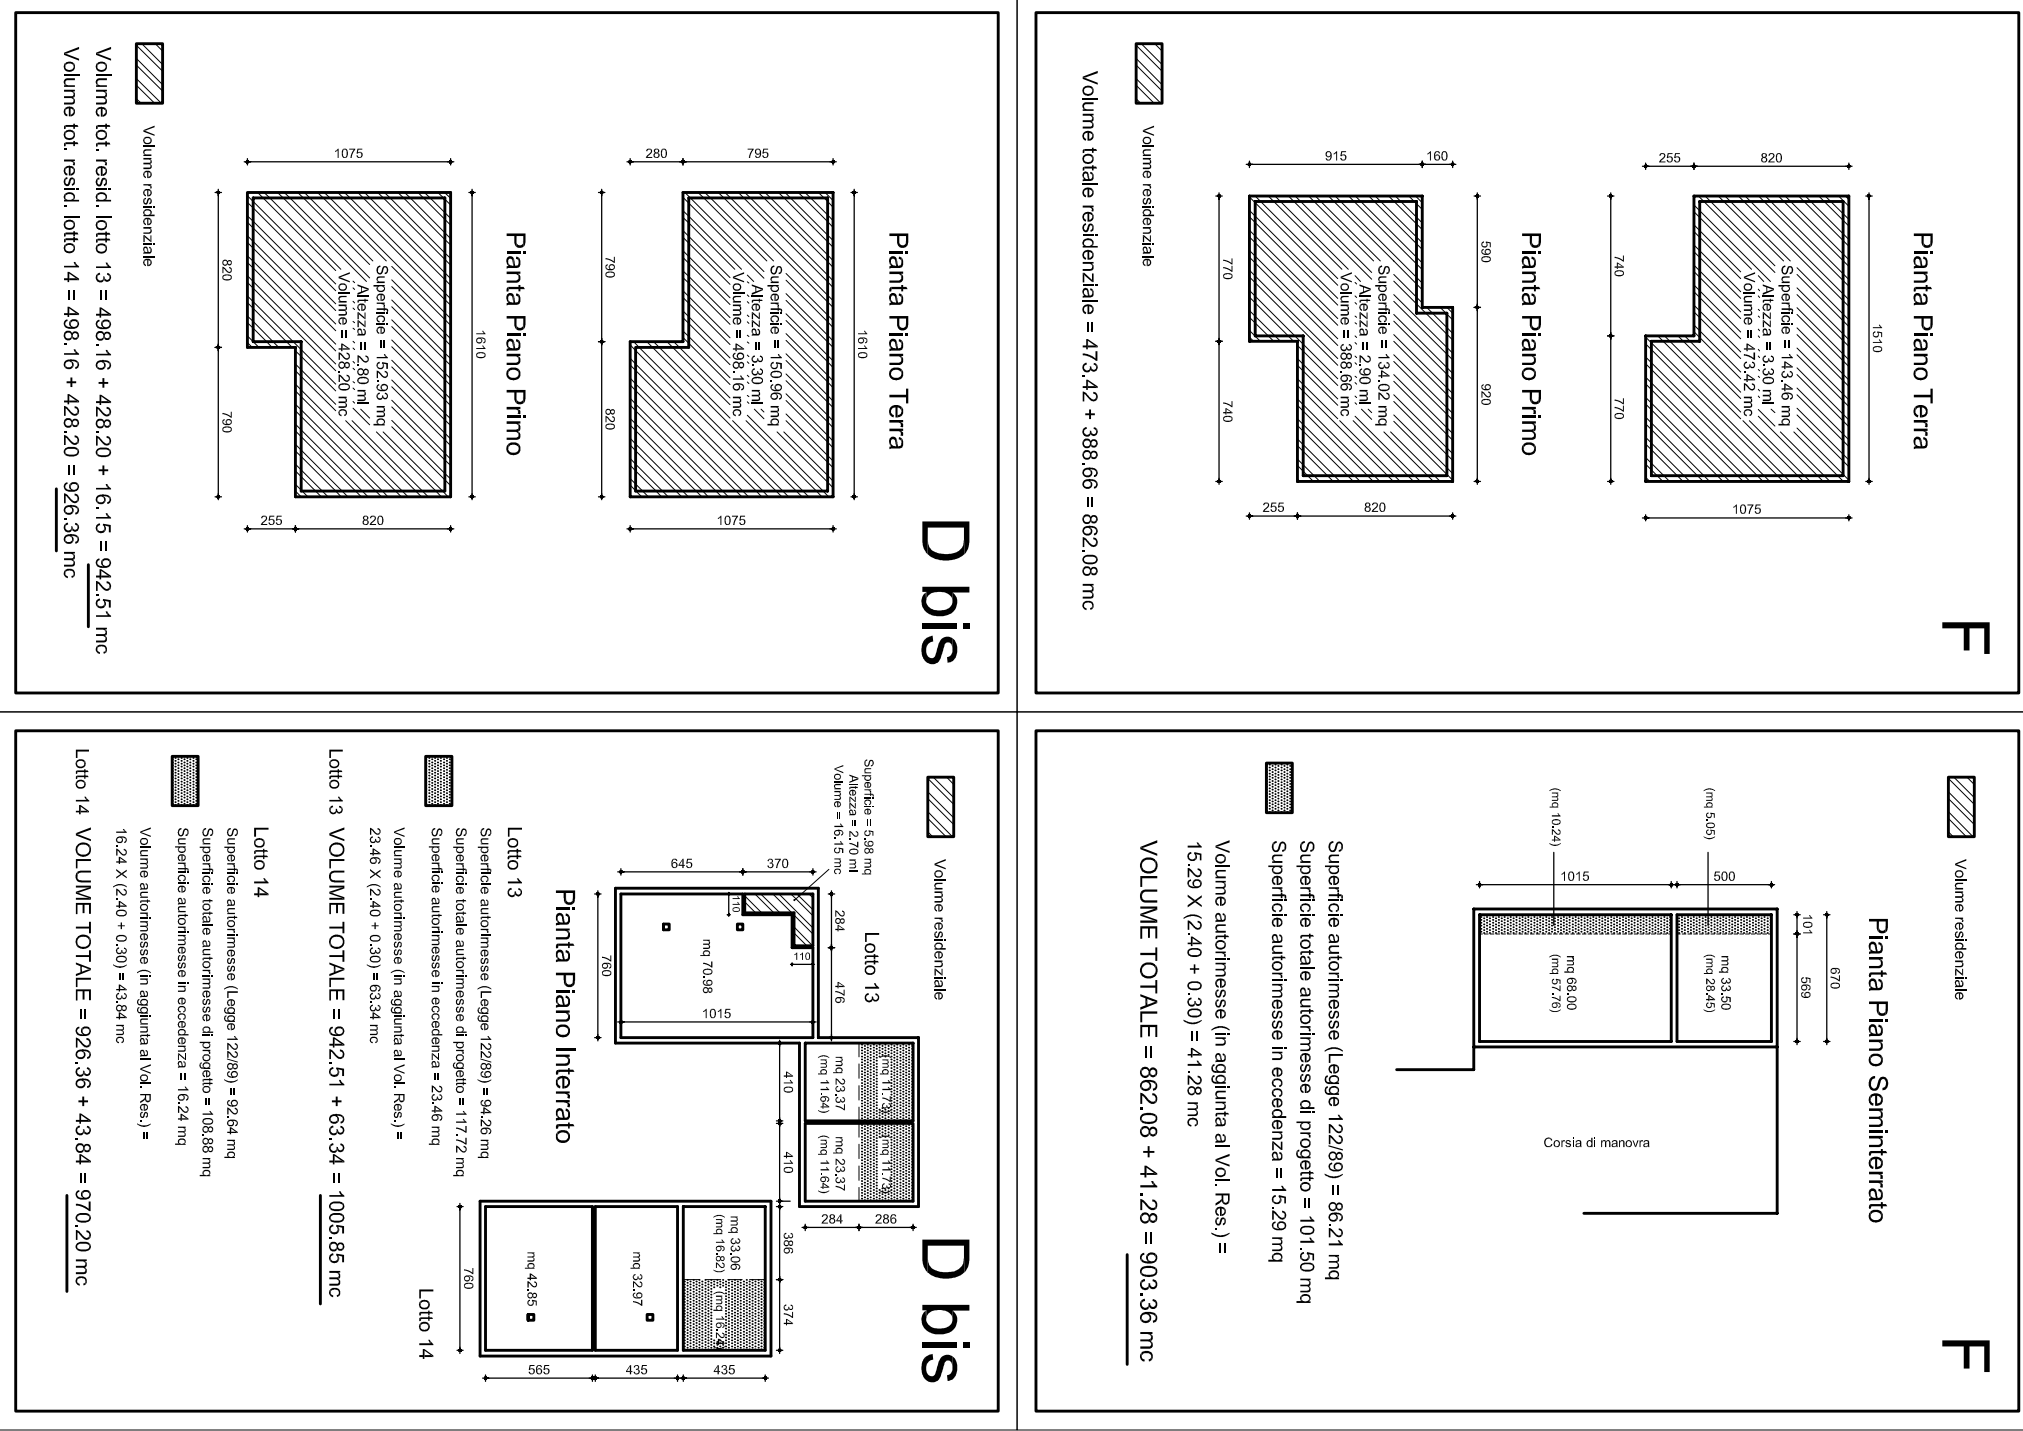 D bis
Pianta Piano Terra
1610
795
280
790
820
1075
Superficie = 150.96 mq
Altezza = 3.30 ml
Volume = 498.16 mc
Pianta Piano Primo
1610
1075
820
790
255
820
Superficie = 152.93 mq
Altezza = 2.80 ml
Volume = 428.20 mc
Volume residenziale
Volume tot. resid. lotto 13 = 498.16 + 428.20 + 16.15 = 942.51 mc
Volume tot. resid. lotto 14 = 498.16 + 428.20 = 926.36 mc
F
Pianta Piano Terra
1510
255
820
740
770
1075
Superficie = 143.46 mq
Altezza = 3.30 ml
Volume = 473.42 mc
Pianta Piano Primo
915
160
590
920
770
740
255
820
Superficie = 134.02 mq
Altezza = 2.90 ml
Volume = 388.66 mc
Volume residenziale
Volume totale residenziale = 473.42 + 388.66 = 862.08 mc
D bis
Volume residenziale
Lotto 13
Superficie = 5.98 mq
Altezza = 2.70 ml
Volume = 16.15 mc
645
370
284
476
110
110
760
1015
mq 70.98
410
410
mq 23.37
(mq 11.64)
(mq 11.73)
mq 23.37
(mq 11.64)
(mq 11.73)
284
286
386
374
mq 33.06
(mq 16.82)
(mq 16.24)
mq 32.97
mq 42.85
760
565
435
435
Lotto 14
Pianta Piano Interrato
Lotto 13
Superficie autorimesse (Legge 122/89) = 94.26 mq
Superficie totale autorimesse di progetto = 117.72 mq
Superficie autorimesse in eccedenza = 23.46 mq
Volume autorimesse (in aggiunta al Vol. Res.) =
23.46 X (2.40 + 0.30) = 63.34 mc
Lotto 13 VOLUME TOTALE = 942.51 + 63.34 = 1005.85 mc
Lotto 14
Superficie autorimesse (Legge 122/89) = 92.64 mq
Superficie totale autorimesse di progetto = 108.88 mq
Superficie autorimesse in eccedenza = 16.24 mq
Volume autorimesse (in aggiunta al Vol. Res.) =
16.24 X (2.40 + 0.30) = 43.84 mc
Lotto 14 VOLUME TOTALE = 926.36 + 43.84 = 970.20 mc
F
Volume residenziale
Pianta Piano Seminterrato
(mq 10.24)
(mq 5.05)
1015
500
101
569
670
mq 68.00
(mq 57.76)
mq 33.50
(mq 28.45)
Corsia di manovra
Superficie autorimesse (Legge 122/89) = 86.21 mq
Superficie totale autorimesse di progetto = 101.50 mq
Superficie autorimesse in eccedenza = 15.29 mq
Volume autorimesse (in aggiunta al Vol. Res.) =
15.29 X (2.40 + 0.30) = 41.28 mc
VOLUME TOTALE = 862.08 + 41.28 = 903.36 mc